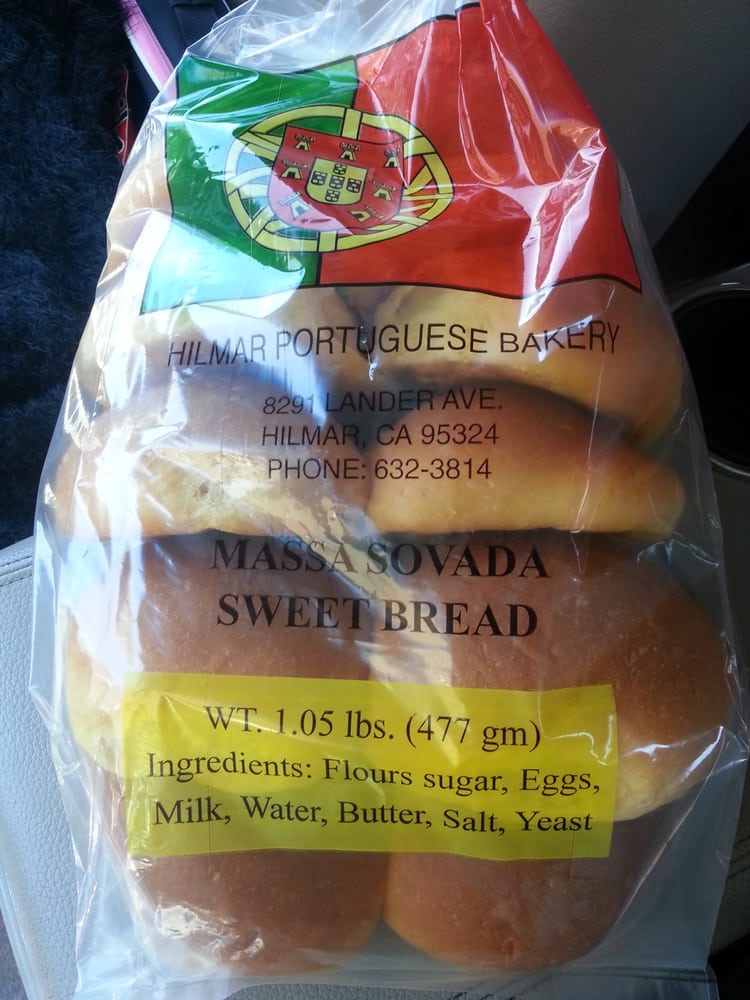 HILMAR PORTUGUESE BAKERY
8291 LANDER AVE.
HILMAR, CA 95324
PHONE: 632-3814
MASSA SOVADA
SWEET BREAD
WT. 1.05 lbs. (477 gm)
Ingredients: Flours sugar, Eggs,
Milk, Water, Butter, Salt, Yeast